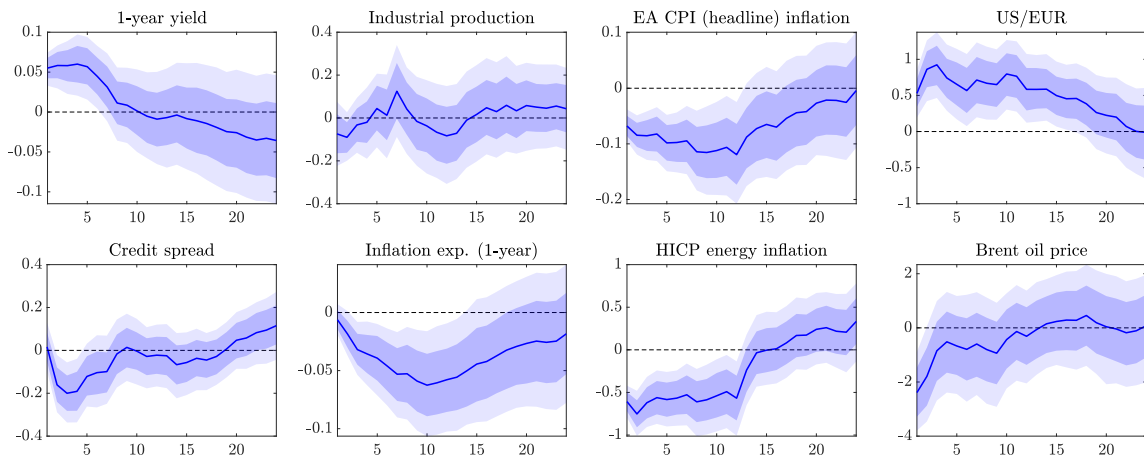 1-year yield
0.1
0.05
0
-0.05
-0.1
5 10 15 20
Industrial production
0.4
0.2
0
-0.2
-0.4
5 10 15 20
EA CPI (headline) inflation
0.1
0
-0.1
-0.2
5 10 15 20
US/EUR
1
0.5
0
-0.5
-1
5 10 15 20
Credit spread
0.4
0.2
0
-0.2
-0.4
5 10 15 20
Inflation exp. (1-year)
0
-0.05
-0.1
5 10 15 20
HICP energy inflation
1
0.5
0
-0.5
-1
5 10 15 20
Brent oil price
2
0
-2
-4
5 10 15 20